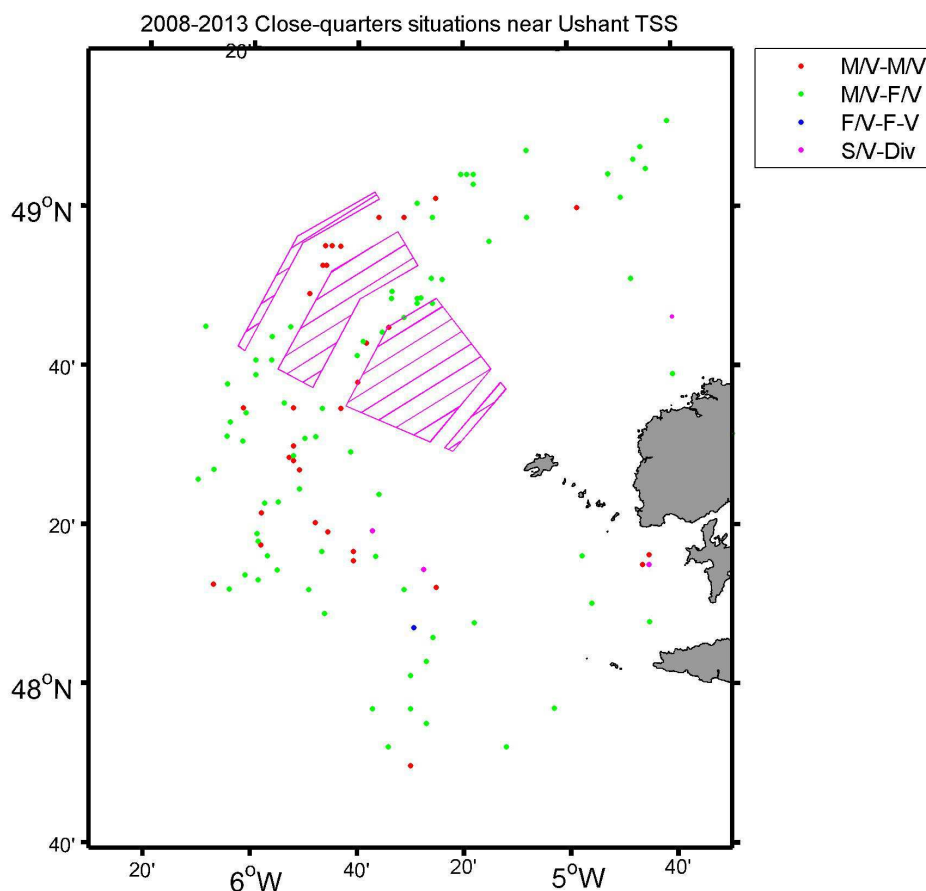 2008-2013 Close-quarters situations near Ushant TSS
20'
M/V-M/V
M/V-F/V
F/V-F-V
S/V-Div
49°N
40'
20'
48°N
40'
20' 6°W 40' 20' 5°W 40'